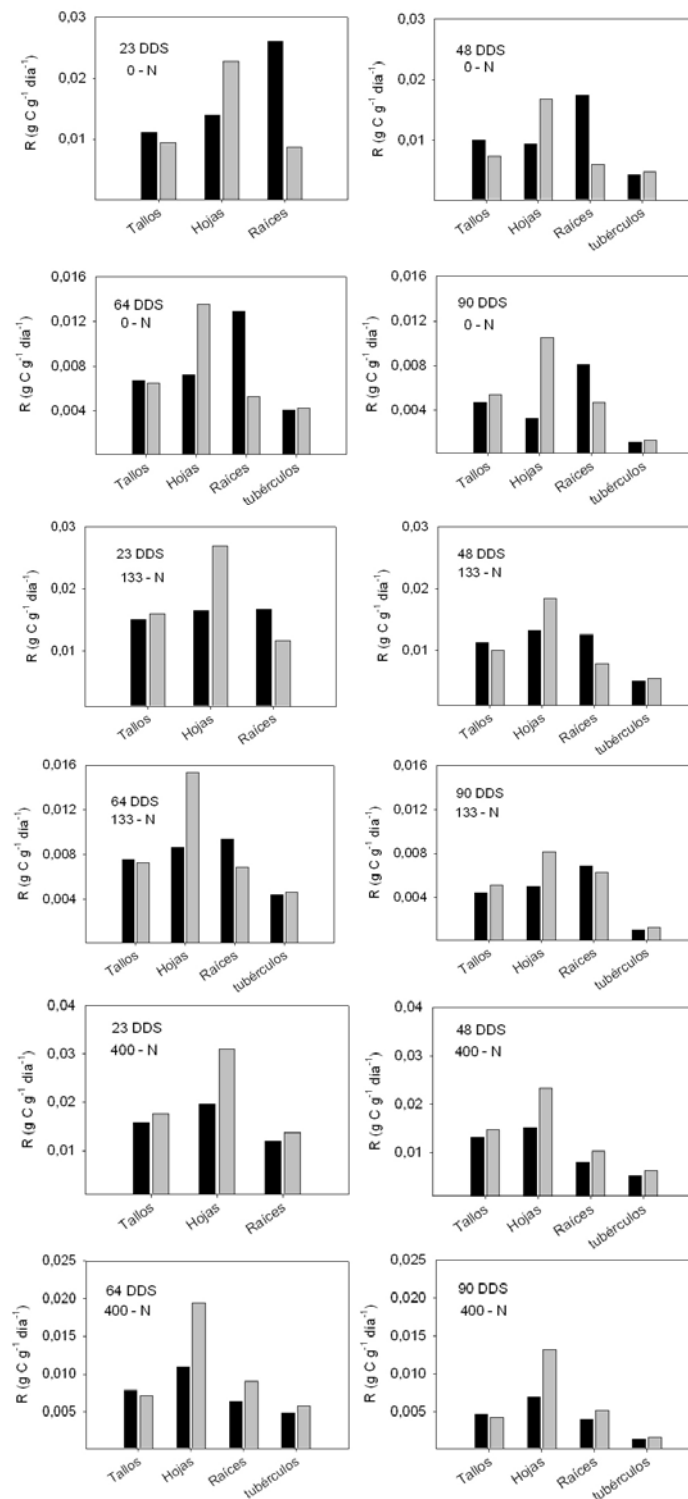 0,03
23 DDS
0 - N
0,02
0,01
R (g C g⁻¹ dia⁻¹)
Tallos
Hojas
Raíces
0,03
48 DDS
0 - N
0,02
0,01
R (g C g⁻¹ dia⁻¹)
Tallos
Hojas
Raíces
tubérculos
0,016
64 DDS
0 - N
0,012
0,008
0,004
R (g C g⁻¹ dia⁻¹)
Tallos
Hojas
Raíces
tubérculos
0,016
90 DDS
0 - N
0,012
0,008
0,004
R (g C g⁻¹ dia⁻¹)
Tallos
Hojas
Raíces
tubérculos
0,03
23 DDS
133 - N
0,02
0,01
R (g C g⁻¹ dia⁻¹)
Tallos
Hojas
Raíces
0,03
48 DDS
133 - N
0,02
0,01
R (g C g⁻¹ dia⁻¹)
Tallos
Hojas
Raíces
tubérculos
0,016
64 DDS
133 - N
0,012
0,008
0,004
R (g C g⁻¹ dia⁻¹)
Tallos
Hojas
Raíces
tubérculos
0,016
90 DDS
133 - N
0,012
0,008
0,004
R (g C g⁻¹ dia⁻¹)
Tallos
Hojas
Raíces
tubérculos
0,04
23 DDS
400 - N
0,03
0,02
0,01
R (g C g⁻¹ dia⁻¹)
Tallos
Hojas
Raíces
0,04
48 DDS
400 - N
0,03
0,02
0,01
R (g C g⁻¹ dia⁻¹)
Tallos
Hojas
Raíces
tubérculos
0,025
64 DDS
400 - N
0,020
0,015
0,010
0,005
R (g C g⁻¹ dia⁻¹)
Tallos
Hojas
Raíces
tubérculos
0,025
90 DDS
400 - N
0,020
0,015
0,010
0,005
R (g C g⁻¹ dia⁻¹)
Tallos
Hojas
Raíces
tubérculos